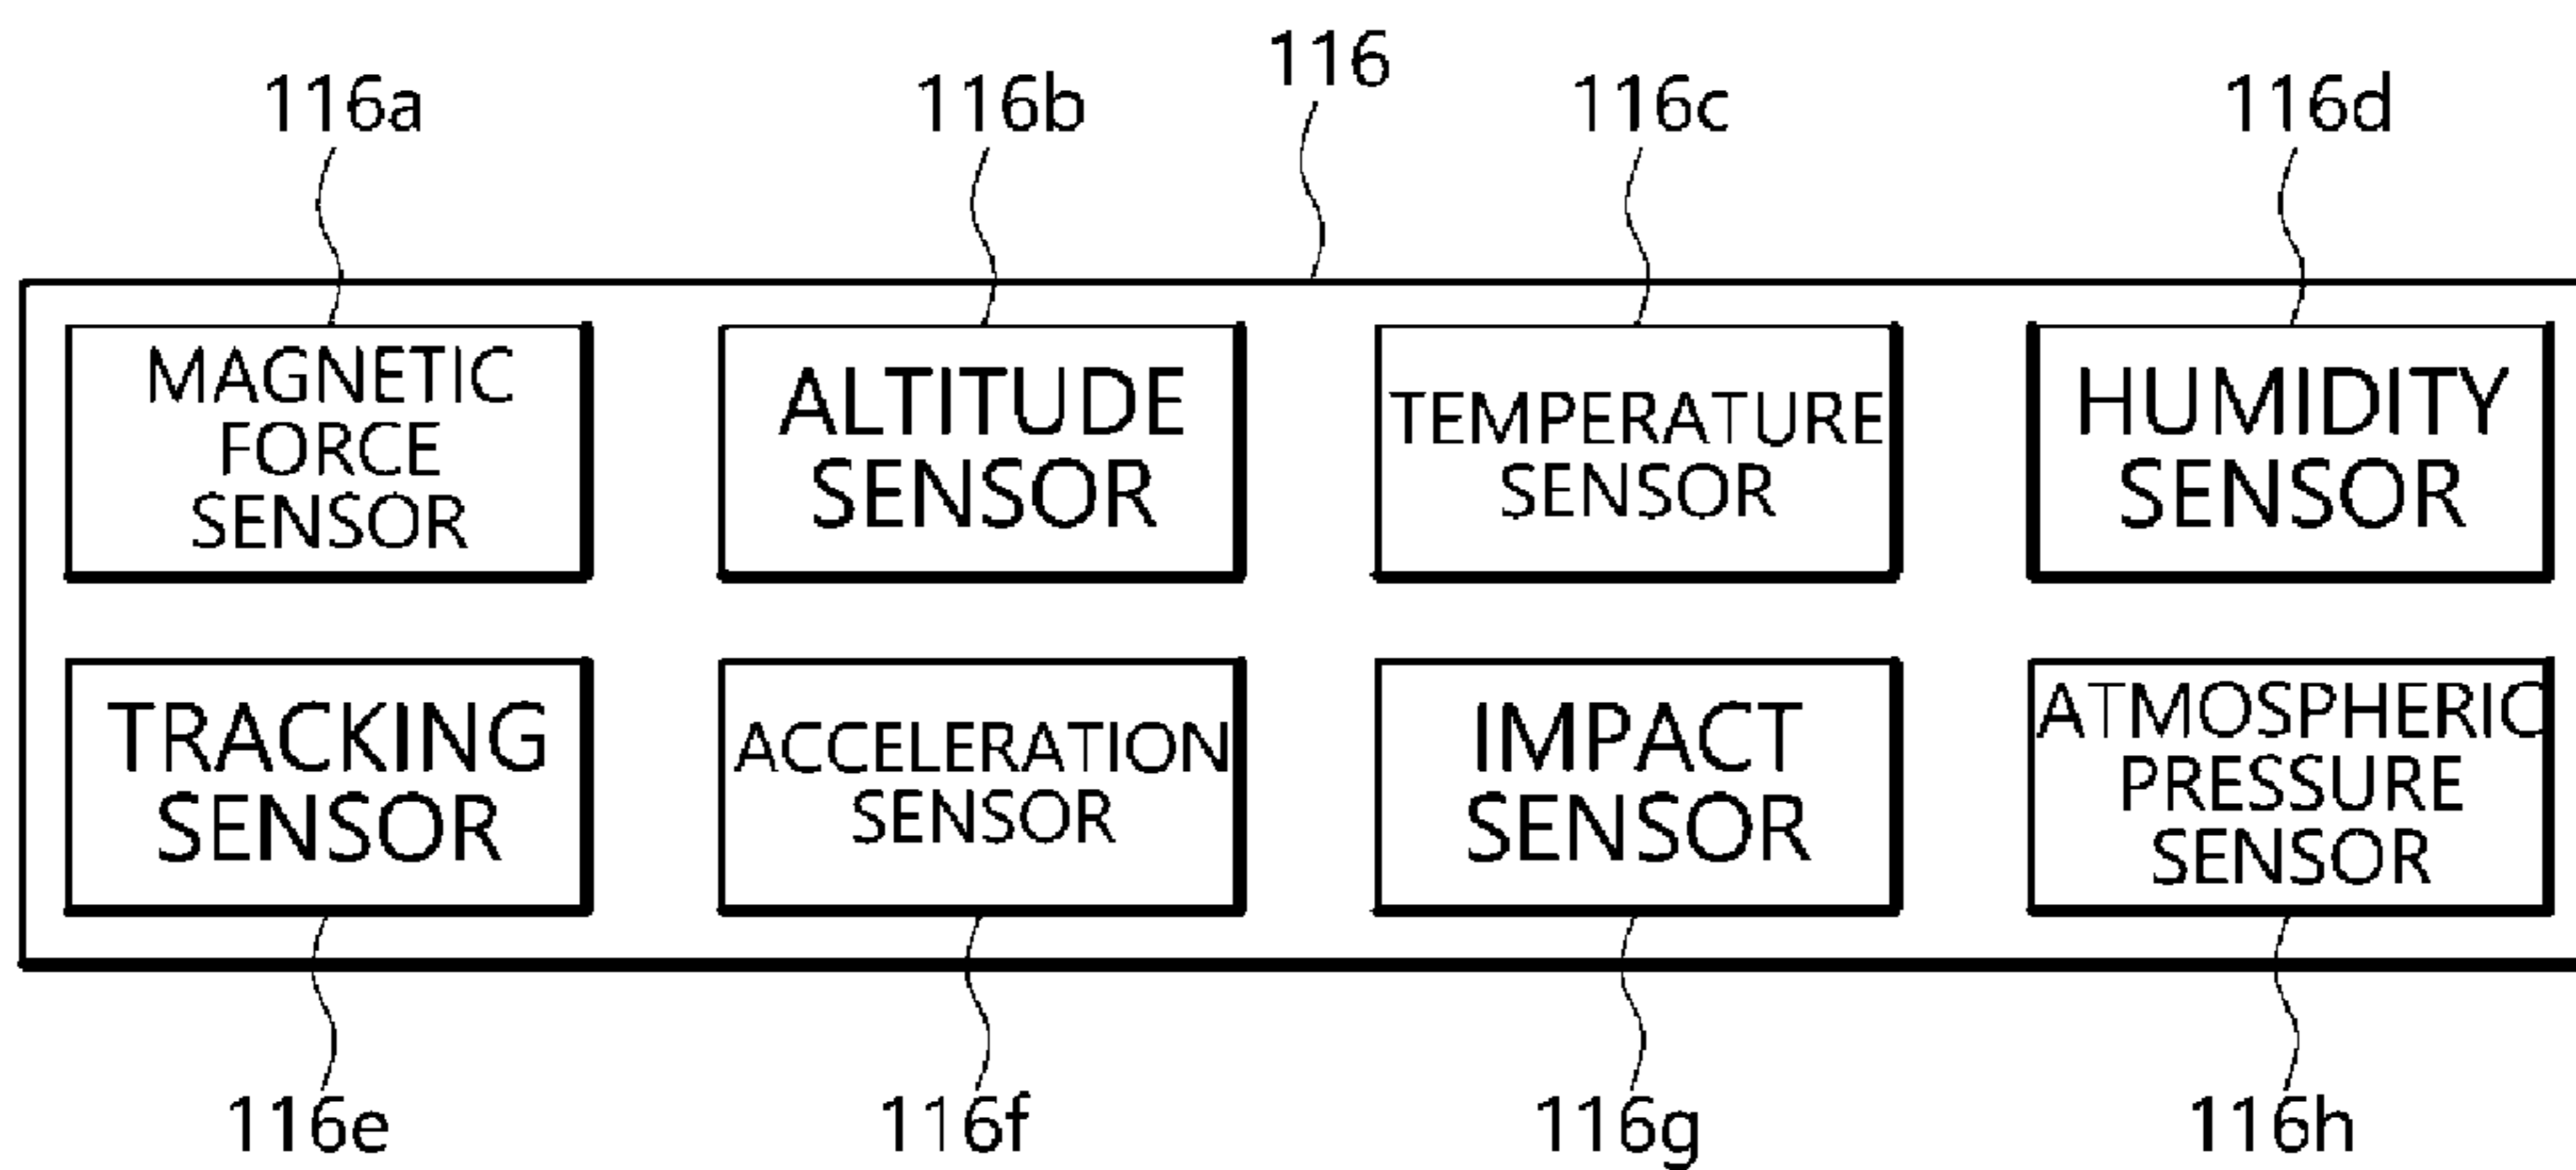 116
116a
116b
116c
116d
MAGNETIC
FORCE
SENSOR
ALTITUDE
SENSOR
TEMPERATURE
SENSOR
HUMIDITY
SENSOR
TRACKING
SENSOR
ACCELERATION
SENSOR
IMPACT
SENSOR
ATMOSPHERIC
PRESSURE
SENSOR
116e
116f
116g
116h